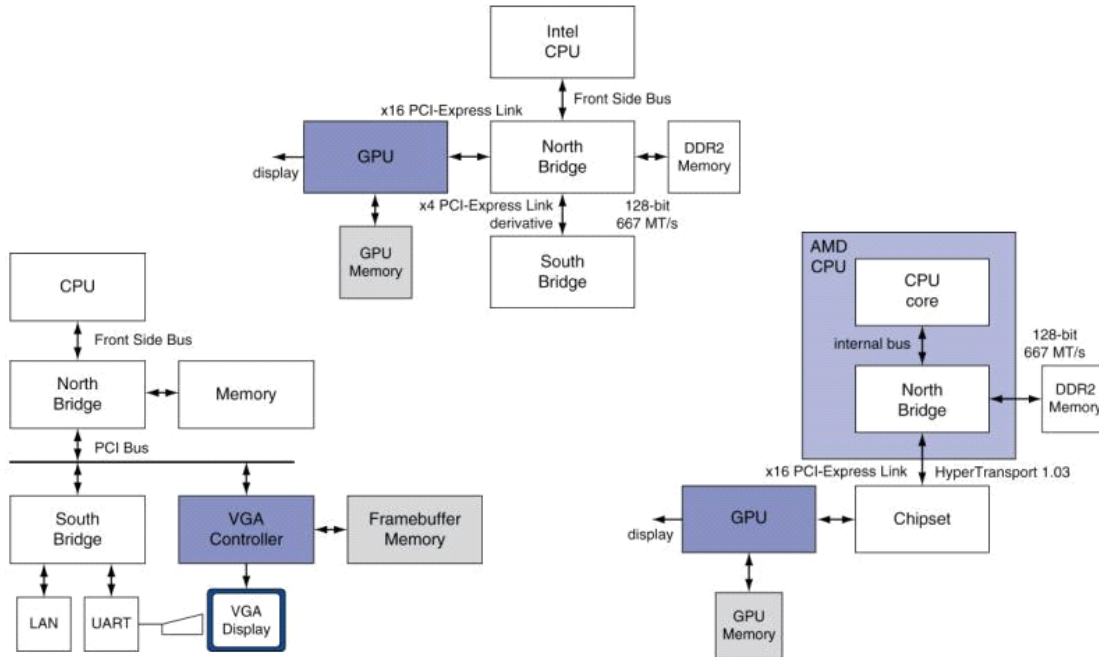 Intel
CPU
Front Side Bus
x16 PCI-Express Link
GPU
North
Bridge
DDR2
Memory
display
x4 PCI-Express Link
derivative
128-bit
667 MT/s
GPU
Memory
South
Bridge
CPU
Front Side Bus
North
Bridge
Memory
PCI Bus
South
Bridge
VGA
Controller
Framebuffer
Memory
LAN
UART
VGA
Display
AMD
CPU
CPU
core
internal bus
128-bit
667 MT/s
North
Bridge
DDR2
Memory
x16 PCI-Express Link
HyperTransport 1.03
GPU
Chipset
display
GPU
Memory